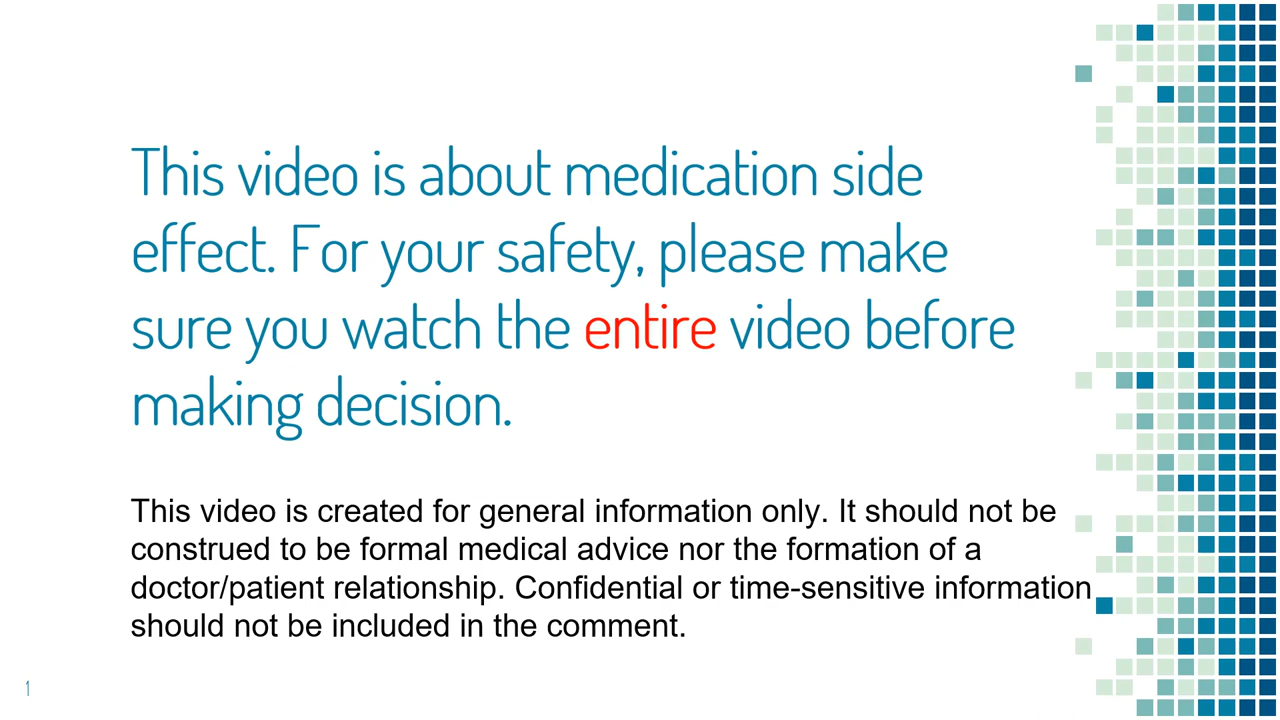 This video is about medication side
effect. For your safety, please make
sure you watch the entire video before
making decision.
This video is created for general information only. It should not be
construed to be formal medical advice nor the formation of a
doctor/patient relationship. Confidential or time-sensitive information
should not be included in the comment.
1